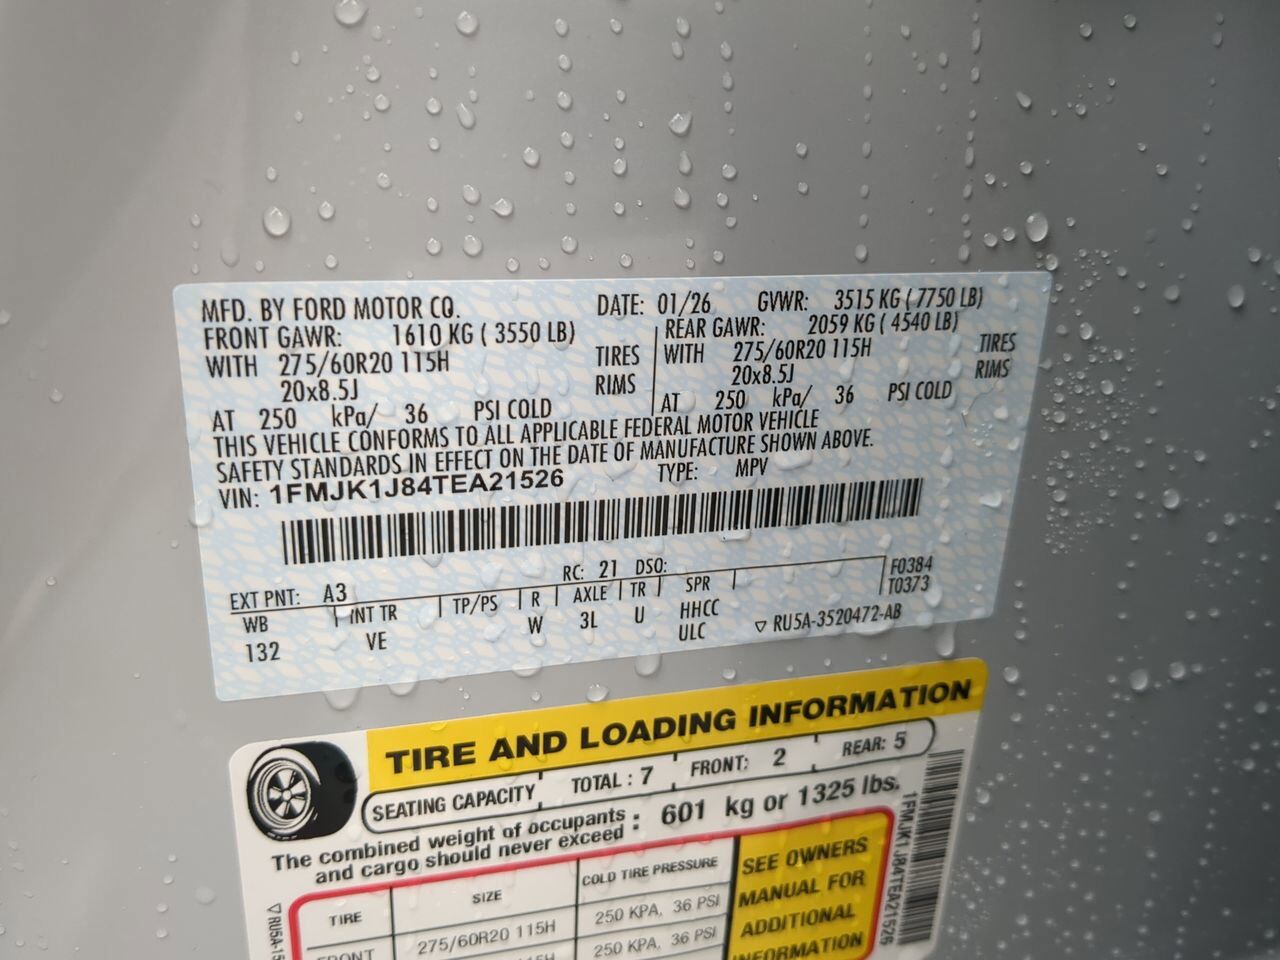 MFD. BY FORD MOTOR CO. DATE: 01/26 GVWR: 3515 KG ( 7750 LB)
FRONT GAWR: 1610 KG ( 3550 LB) REAR GAWR: 2059 KG ( 4540 LB)
WITH 275/60R20 115H TIRES WITH 275/60R20 115H TIRES
20x8.5J RIMS 20x8.5J RIMS
AT 250 kPa/ 36 PSI COLD AT 250 kPa/ 36 PSI COLD
THIS VEHICLE CONFORMS TO ALL APPLICABLE FEDERAL MOTOR VEHICLE
SAFETY STANDARDS IN EFFECT ON THE DATE OF MANUFACTURE SHOWN ABOVE.
VIN: 1FMJK1J84TEA21526 TYPE: MPV
EXT PNT: A3 RC: 21 DSO: F0384
WB INT TR TP/PS R AXLE TR SPR T0373
132 VE W 3L U HHCC
ULC ▽ RU5A-3520472-AB
TIRE AND LOADING INFORMATION
SEATING CAPACITY TOTAL : 7 FRONT: 2 REAR: 5
The combined weight of occupants
and cargo should never exceed : 601 kg or 1325 lbs.
TIRE SIZE COLD TIRE PRESSURE
275/60R20 115H 250 KPA, 36 PSI
250 KPA, 36 PSI
SEE OWNERS
MANUAL FOR
ADDITIONAL
INFORMATION
1FMJK1J84TEA21526